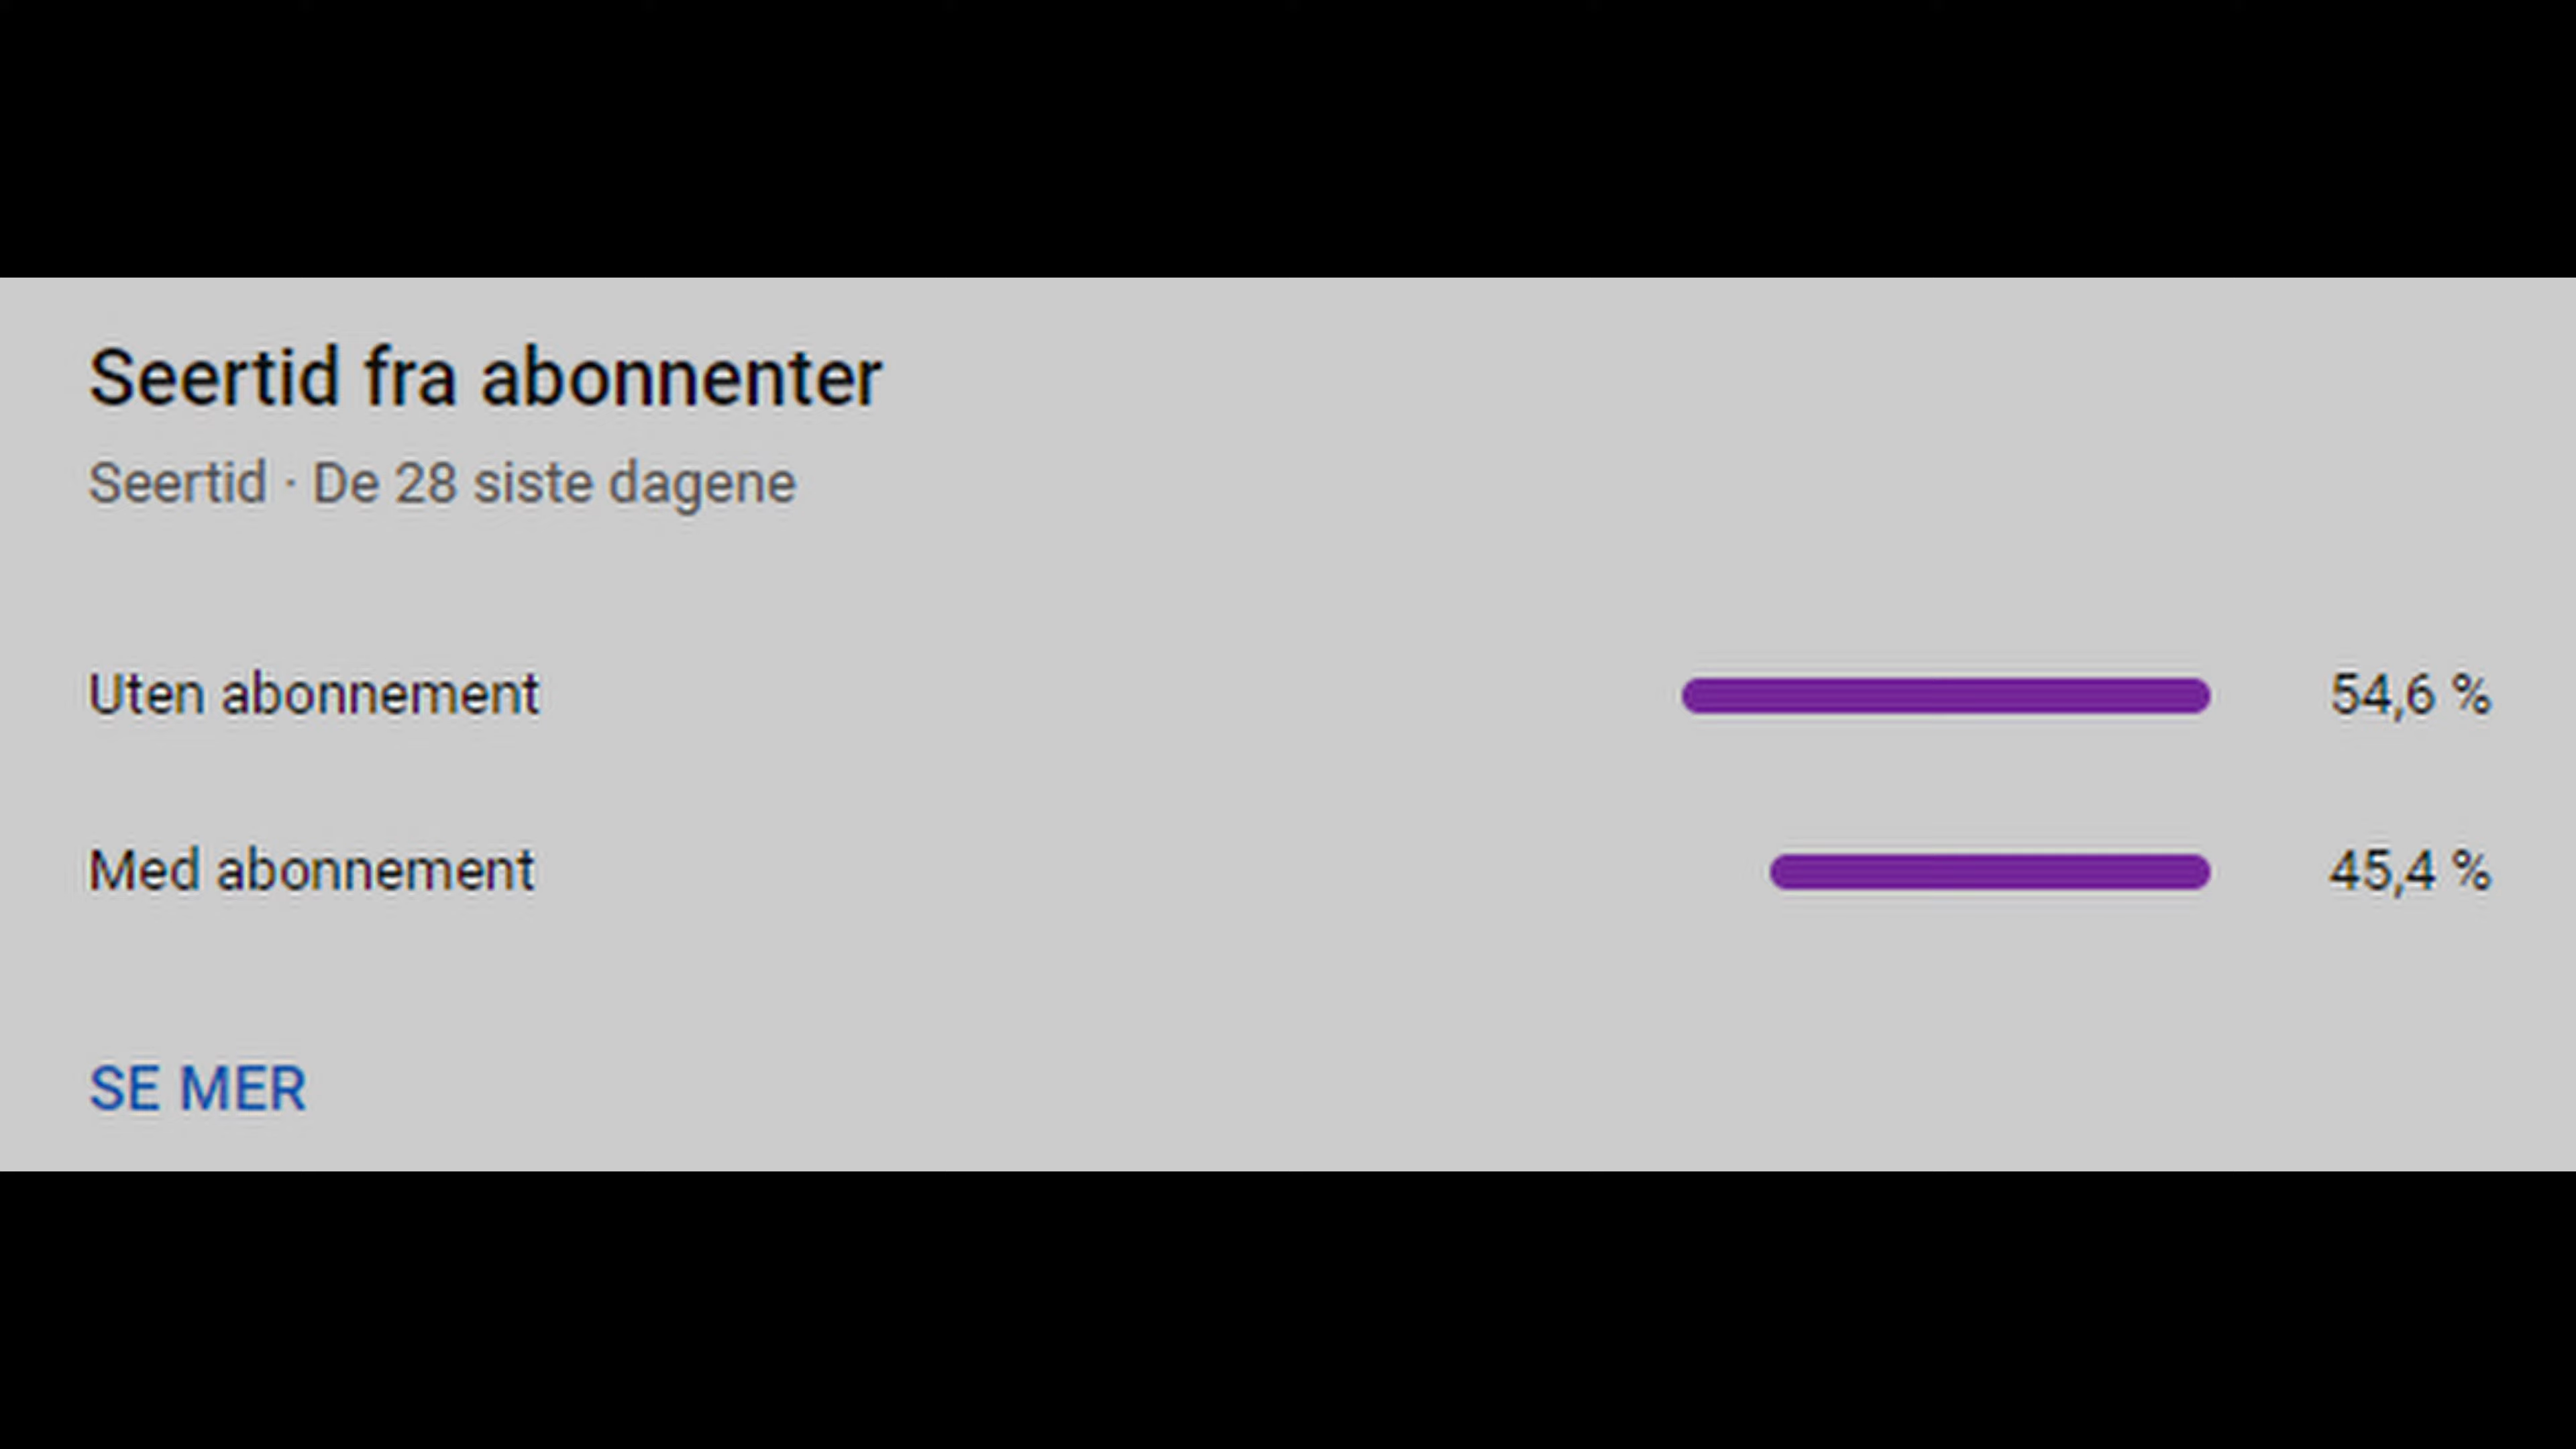 Seertid fra abonnenter
Seertid · De 28 siste dagene
Uten abonnement 54,6 %
Med abonnement 45,4 %
SE MER